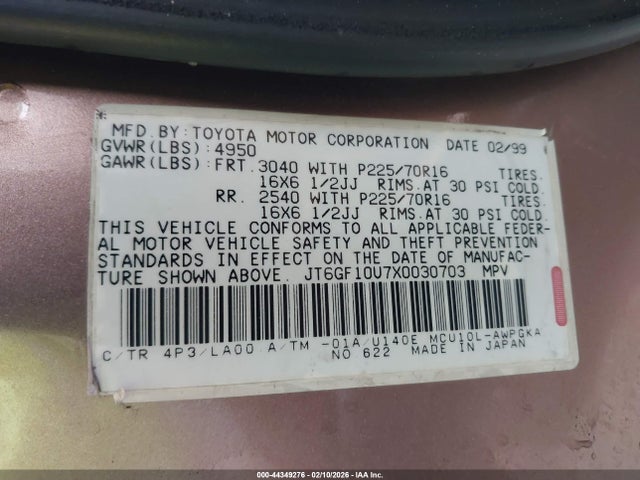 MFD.BY:TOYOTA MOTOR CORPORATION DATE 02/99
GVWR(LBS):4950
GAWR(LBS):FRT.3040 WITH P225/70R16 TIRES.
16X6 1/2JJ RIMS.AT 30 PSI COLD.
RR. 2540 WITH P225/70R16 TIRES.
16X6 1/2JJ RIMS.AT 30 PSI COLD.
THIS VEHICLE CONFORMS TO ALL APPLICABLE FEDER-
AL MOTOR VEHICLE SAFETY AND THEFT PREVENTION
STANDARDS IN EFFECT ON THE DATE OF MANUFAC-
TURE SHOWN ABOVE. JT6GF10U7X0030703 MPV
C/TR 4P3/LA00 A/TM -01A/U140E MCU10L-AWPGKA
NO 622 MADE IN JAPAN
000-44349276 - 02/10/2026 - IAA Inc.